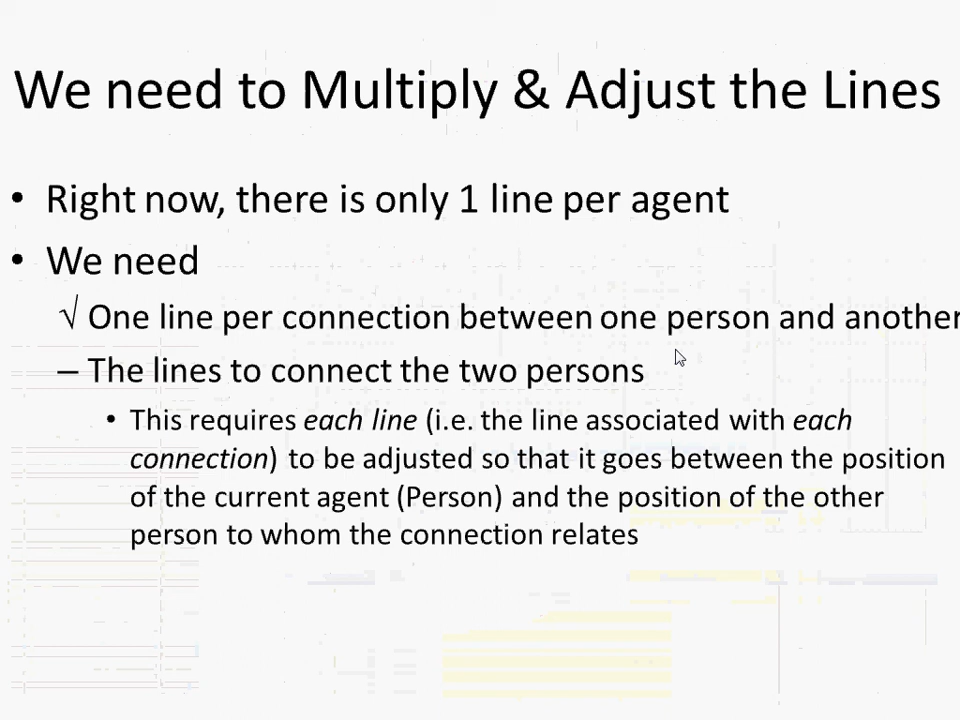 We need to Multiply & Adjust the Lines
• Right now, there is only 1 line per agent
• We need
√ One line per connection between one person and another
– The lines to connect the two persons
• This requires each line (i.e. the line associated with each
connection) to be adjusted so that it goes between the position
of the current agent (Person) and the position of the other
person to whom the connection relates